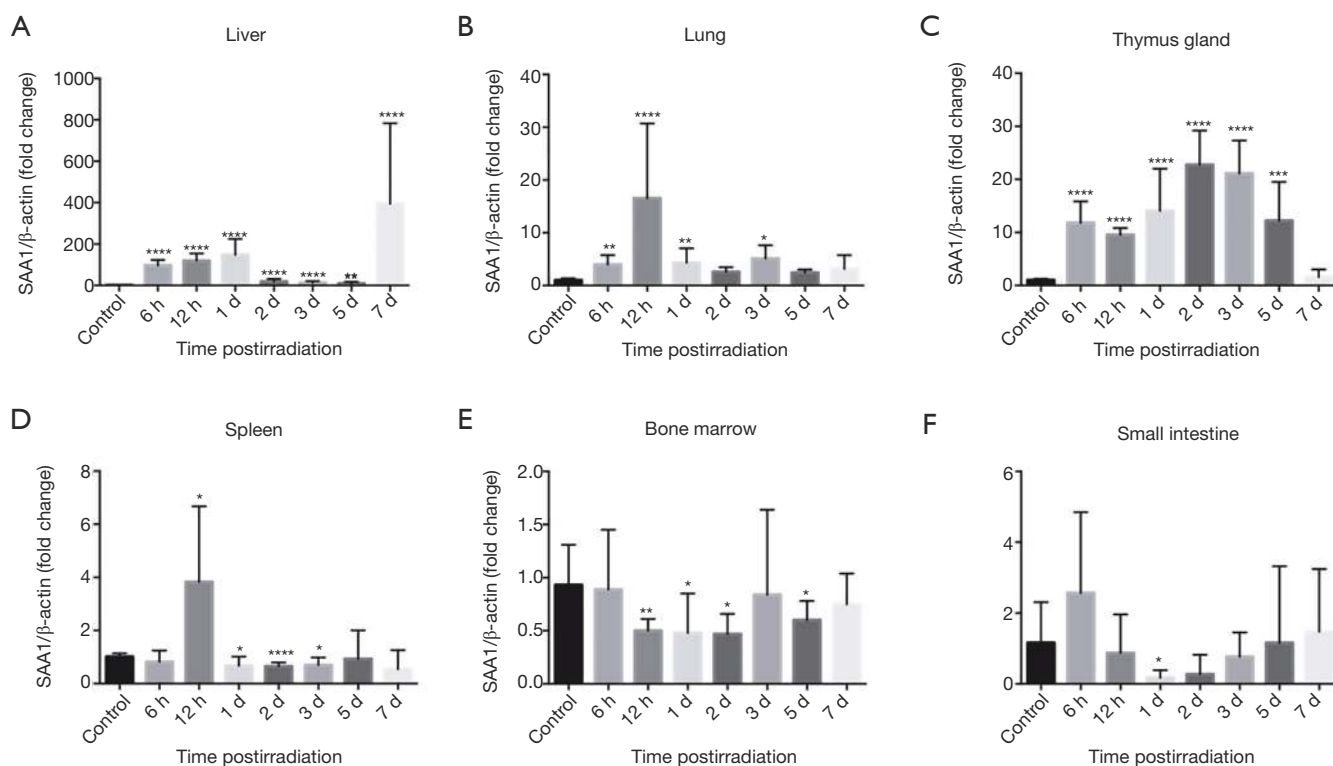 A
Liver
SAA1/β-actin (fold change)
1000
800
600
400
200
0
****
****
****
****
****
**
****
Control
6 h
12 h
1 d
2 d
3 d
5 d
7 d
Time postirradiation
B
Lung
SAA1/β-actin (fold change)
40
30
20
10
0
**
****
**
*
Control
6 h
12 h
1 d
2 d
3 d
5 d
7 d
Time postirradiation
C
Thymus gland
SAA1/β-actin (fold change)
40
30
20
10
0
****
****
****
****
****
***
Control
6 h
12 h
1 d
2 d
3 d
5 d
7 d
Time postirradiation
D
Spleen
SAA1/β-actin (fold change)
8
6
4
2
0
*
*
****
*
Control
6 h
12 h
1 d
2 d
3 d
5 d
7 d
Time postirradiation
E
Bone marrow
SAA1/β-actin (fold change)
2.0
1.5
1.0
0.5
0.0
**
*
*
*
Control
6 h
12 h
1 d
2 d
3 d
5 d
7 d
Time postirradiation
F
Small intestine
SAA1/β-actin (fold change)
6
4
2
0
*
Control
6 h
12 h
1 d
2 d
3 d
5 d
7 d
Time postirradiation